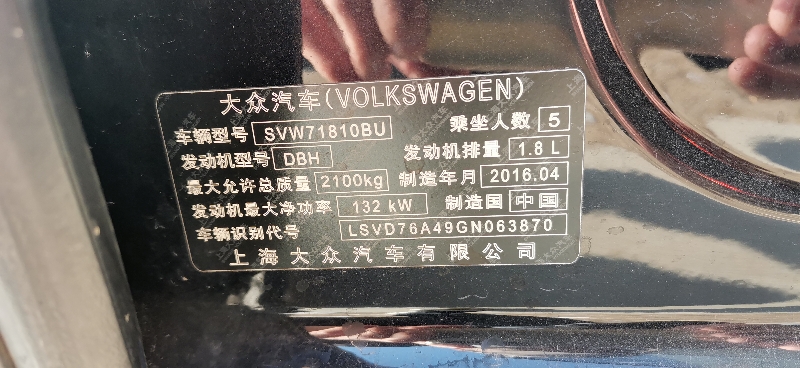 大众汽车(VOLKSWAGEN)
车辆型号 SVW71810BU 乘坐人数 5
发动机型号 DBH 发动机排量 1.8 L
最大允许总质量 2100kg 制造年月 2016.04
发动机最大净功率 132 kW 制造国 中国
车辆识别代号 LSVD76A49GN063870
上海大众汽车有限公司